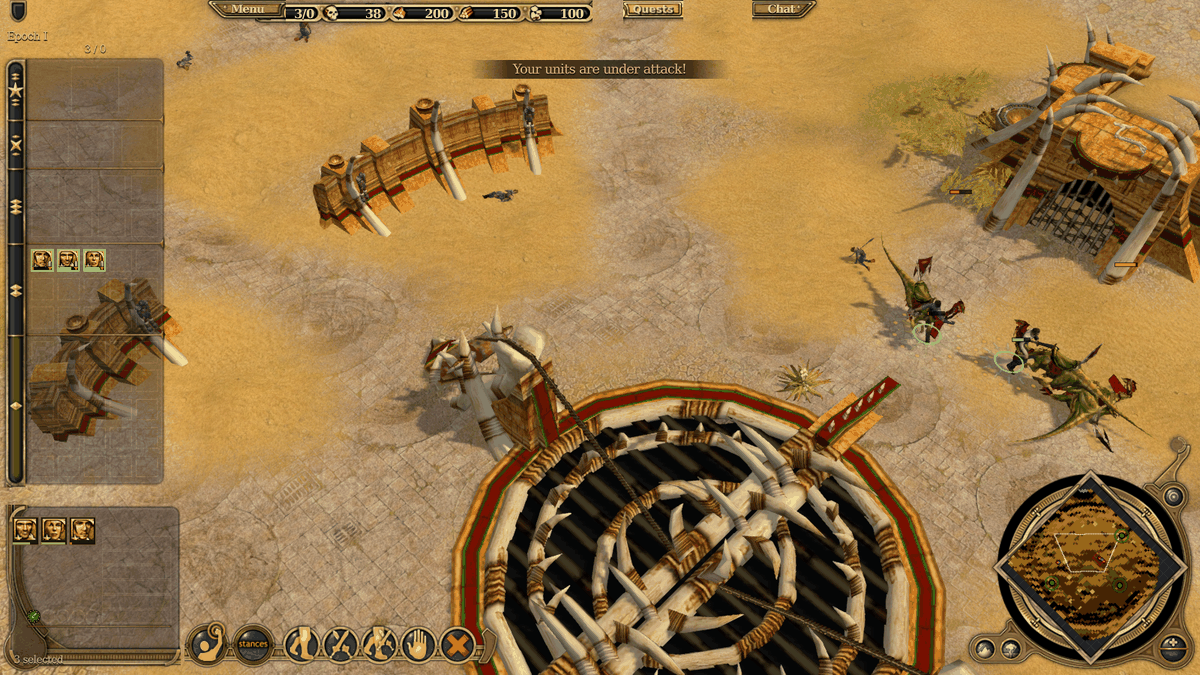 Menu
3/0
38
200
150
100
Quests
Chat
Epoch I
3/0
Your units are under attack!
stances
3 selected